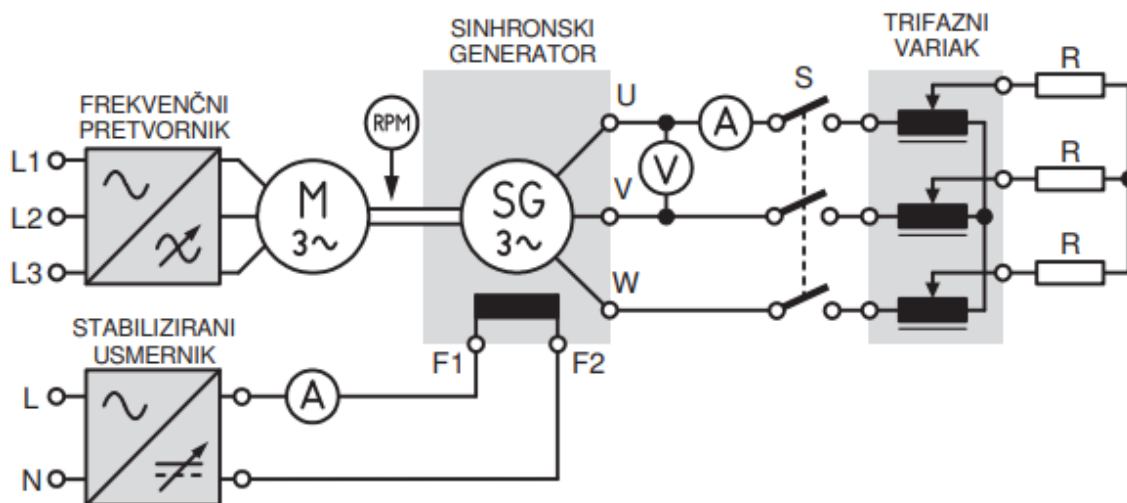 SINHRONSKI
GENERATOR
TRIFAZNI
VARIAK
FREKVENČNI
PRETVORNIK
RPM
U
A
S
R
L1
L2
L3
M
3~
SG
3~
V
V
R
W
R
STABILIZIRANI
USMERNIK
F1
F2
L
A
N